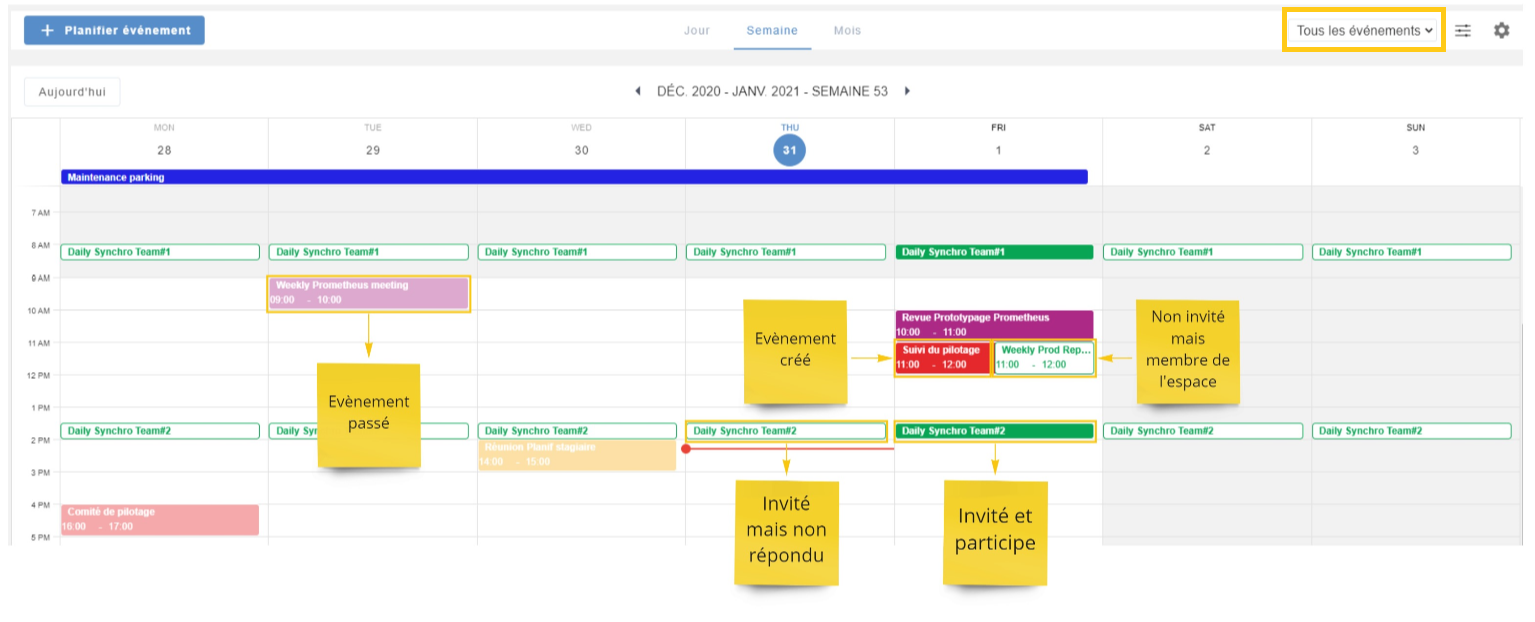 + Planifier événement
Jour
Semaine
Mois
Tous les événements
Aujourd'hui
DÉC. 2020 - JANV. 2021 - SEMAINE 53
MON
TUE
WED
THU
FRI
SAT
SUN
28
29
30
31
1
2
3
Maintenance parking
7 AM
8 AM
Daily Synchro Team#1
Daily Synchro Team#1
Daily Synchro Team#1
Daily Synchro Team#1
Daily Synchro Team#1
Daily Synchro Team#1
Daily Synchro Team#1
9 AM
Weekly Prometheus meeting
09:00 - 10:00
10 AM
Revue Prototypage Prometheus
10:00 - 11:00
11 AM
Suivi du pilotage
11:00 - 12:00
Weekly Prod Rep...
11:00 - 12:00
Evènement
créé
Non invité
mais
membre de
l'espace
12 PM
Evènement
passé
1 PM
Daily Synchro Team#2
Daily Syn
Daily Synchro Team#2
Daily Synchro Team#2
Daily Synchro Team#2
Daily Synchro Team#2
Daily Synchro Team#2
2 PM
Réunion Planif stagiaire
14:00 - 15:00
3 PM
4 PM
Comité de pilotage
16:00 - 17:00
5 PM
Invité
mais non
répondu
Invité et
participe